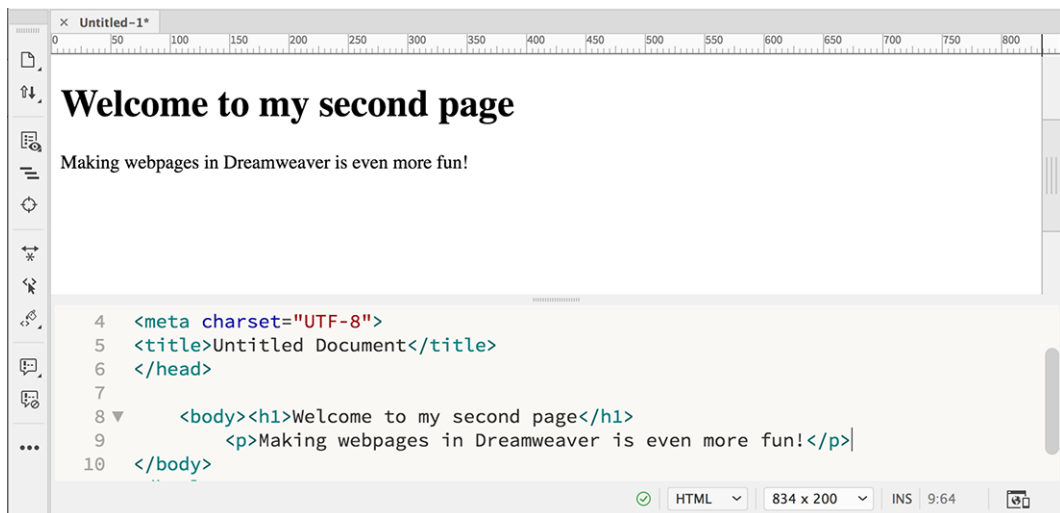 × Untitled-1*
0 50 100 150 200 250 300 350 400 450 500 550 600 650 700 750 800
Welcome to my second page
Making webpages in Dreamweaver is even more fun!
4 <meta charset="UTF-8">
5 <title>Untitled Document</title>
6 </head>
7
8 ▼ <body><h1>Welcome to my second page</h1>
9 <p>Making webpages in Dreamweaver is even more fun!</p>
10 </body>
HTML 834 x 200 INS 9:64